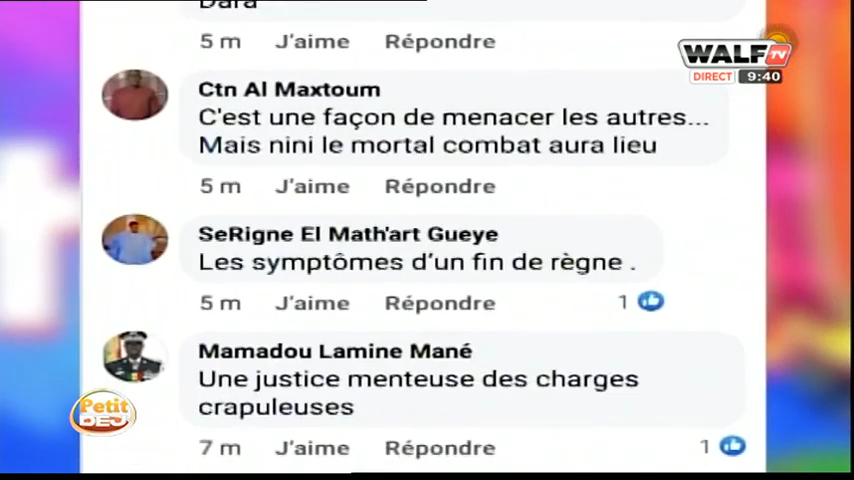 Dara
5 m J'aime Répondre
WALF TV
DIRECT 9:40
Ctn Al Maxtoum
C'est une façon de menacer les autres...
Mais nini le mortal combat aura lieu
5 m J'aime Répondre
SeRigne El Math'art Gueye
Les symptômes d'un fin de règne .
5 m J'aime Répondre 1
Mamadou Lamine Mané
Une justice menteuse des charges
crapuleuses
Petit
DEJ
7 m J'aime Répondre 1